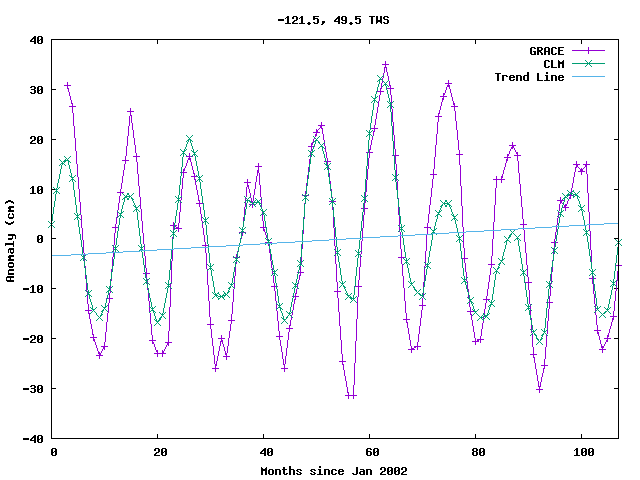 -121.5, 49.5 TWS
GRACE
CLM
Trend Line
40
30
20
10
0
-10
-20
-30
-40
Anomaly (cm)
0 20 40 60 80 100
Months since Jan 2002